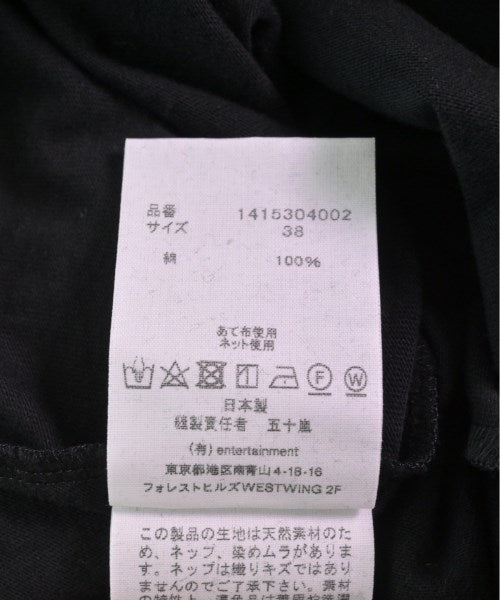 品番 1415304002
サイズ 38
綿 100%
あて布使用
ネット使用
F W
日本製
縫製責任者 五十嵐
(有) entertainment
東京都港区南青山4-18-16
フォレストヒルズWESTWING 2F
この製品の生地は天然素材のた
め、ネップ、染めムラがありま
す。ネップは織りキズではあり
ませんのでご了承下さい。素材